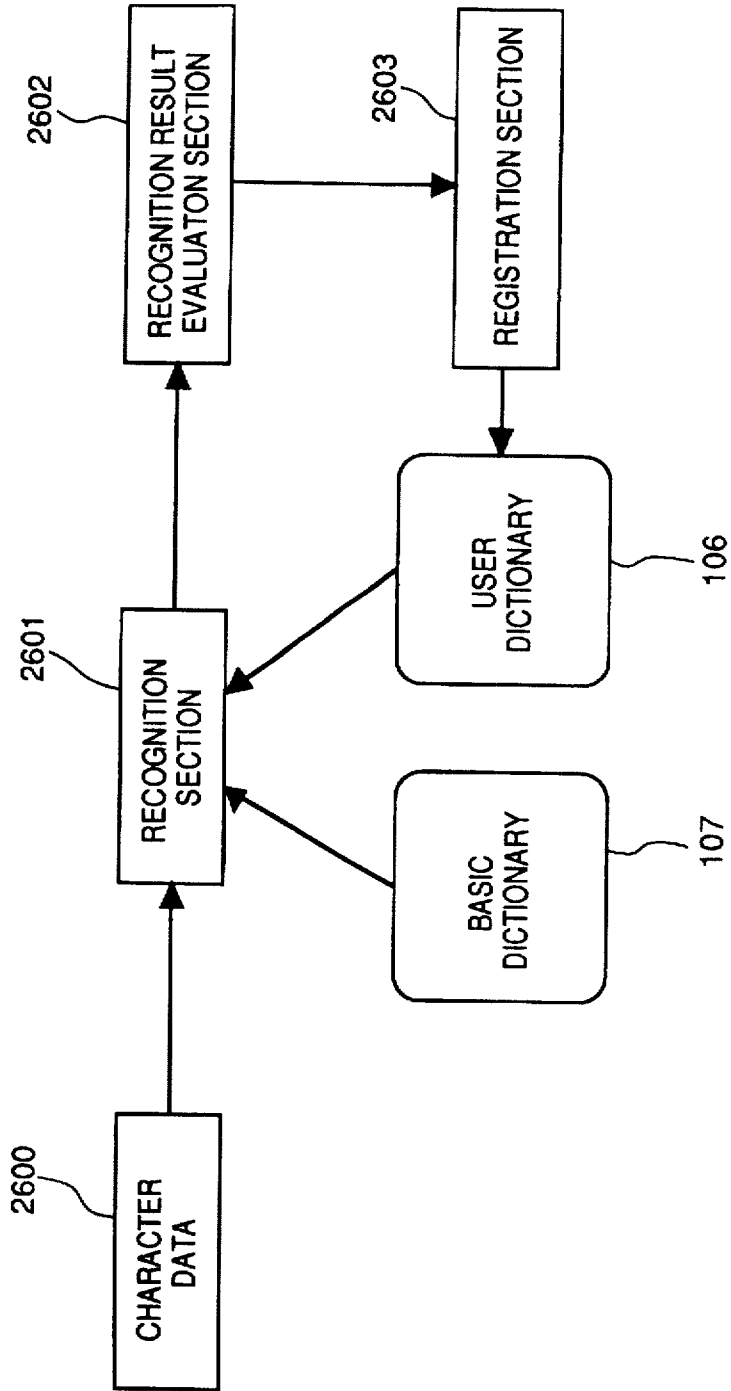 2600
CHARACTER
DATA
2601
RECOGNITION
SECTION
2602
RECOGNITION RESULT
EVALUATON SECTION
2603
REGISTRATION SECTION
USER
DICTIONARY
106
BASIC
DICTIONARY
107